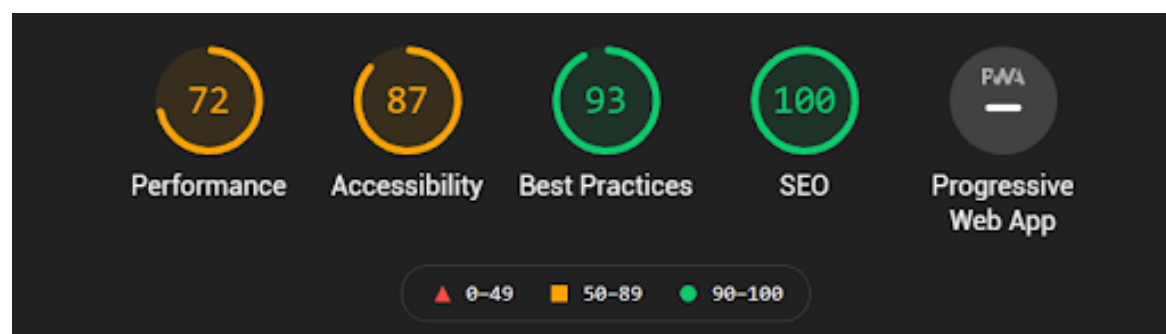 72 87 93 100 PWA
Performance Accessibility Best Practices SEO Progressive
Web App
0–49 50–89 90–100